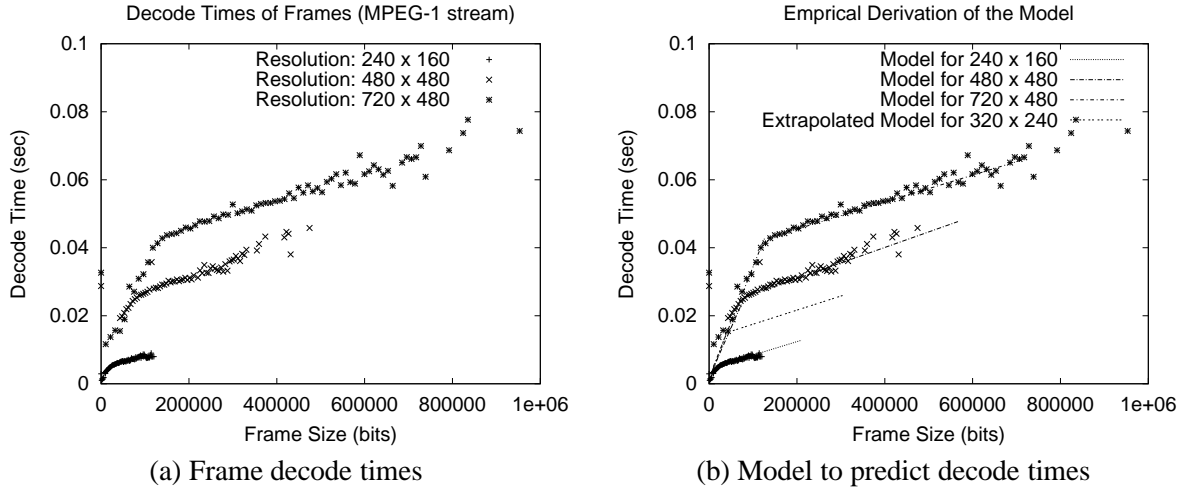 Decode Times of Frames (MPEG-1 stream)
0.1
0.08
0.06
0.04
0.02
0
Decode Time (sec)
Resolution: 240 x 160
Resolution: 480 x 480
Resolution: 720 x 480
0 200000 400000 600000 800000 1e+06
Frame Size (bits)
(a) Frame decode times
Emprical Derivation of the Model
0.1
0.08
0.06
0.04
0.02
0
Decode Time (sec)
Model for 240 x 160
Model for 480 x 480
Model for 720 x 480
Extrapolated Model for 320 x 240
0 200000 400000 600000 800000 1e+06
Frame Size (bits)
(b) Model to predict decode times